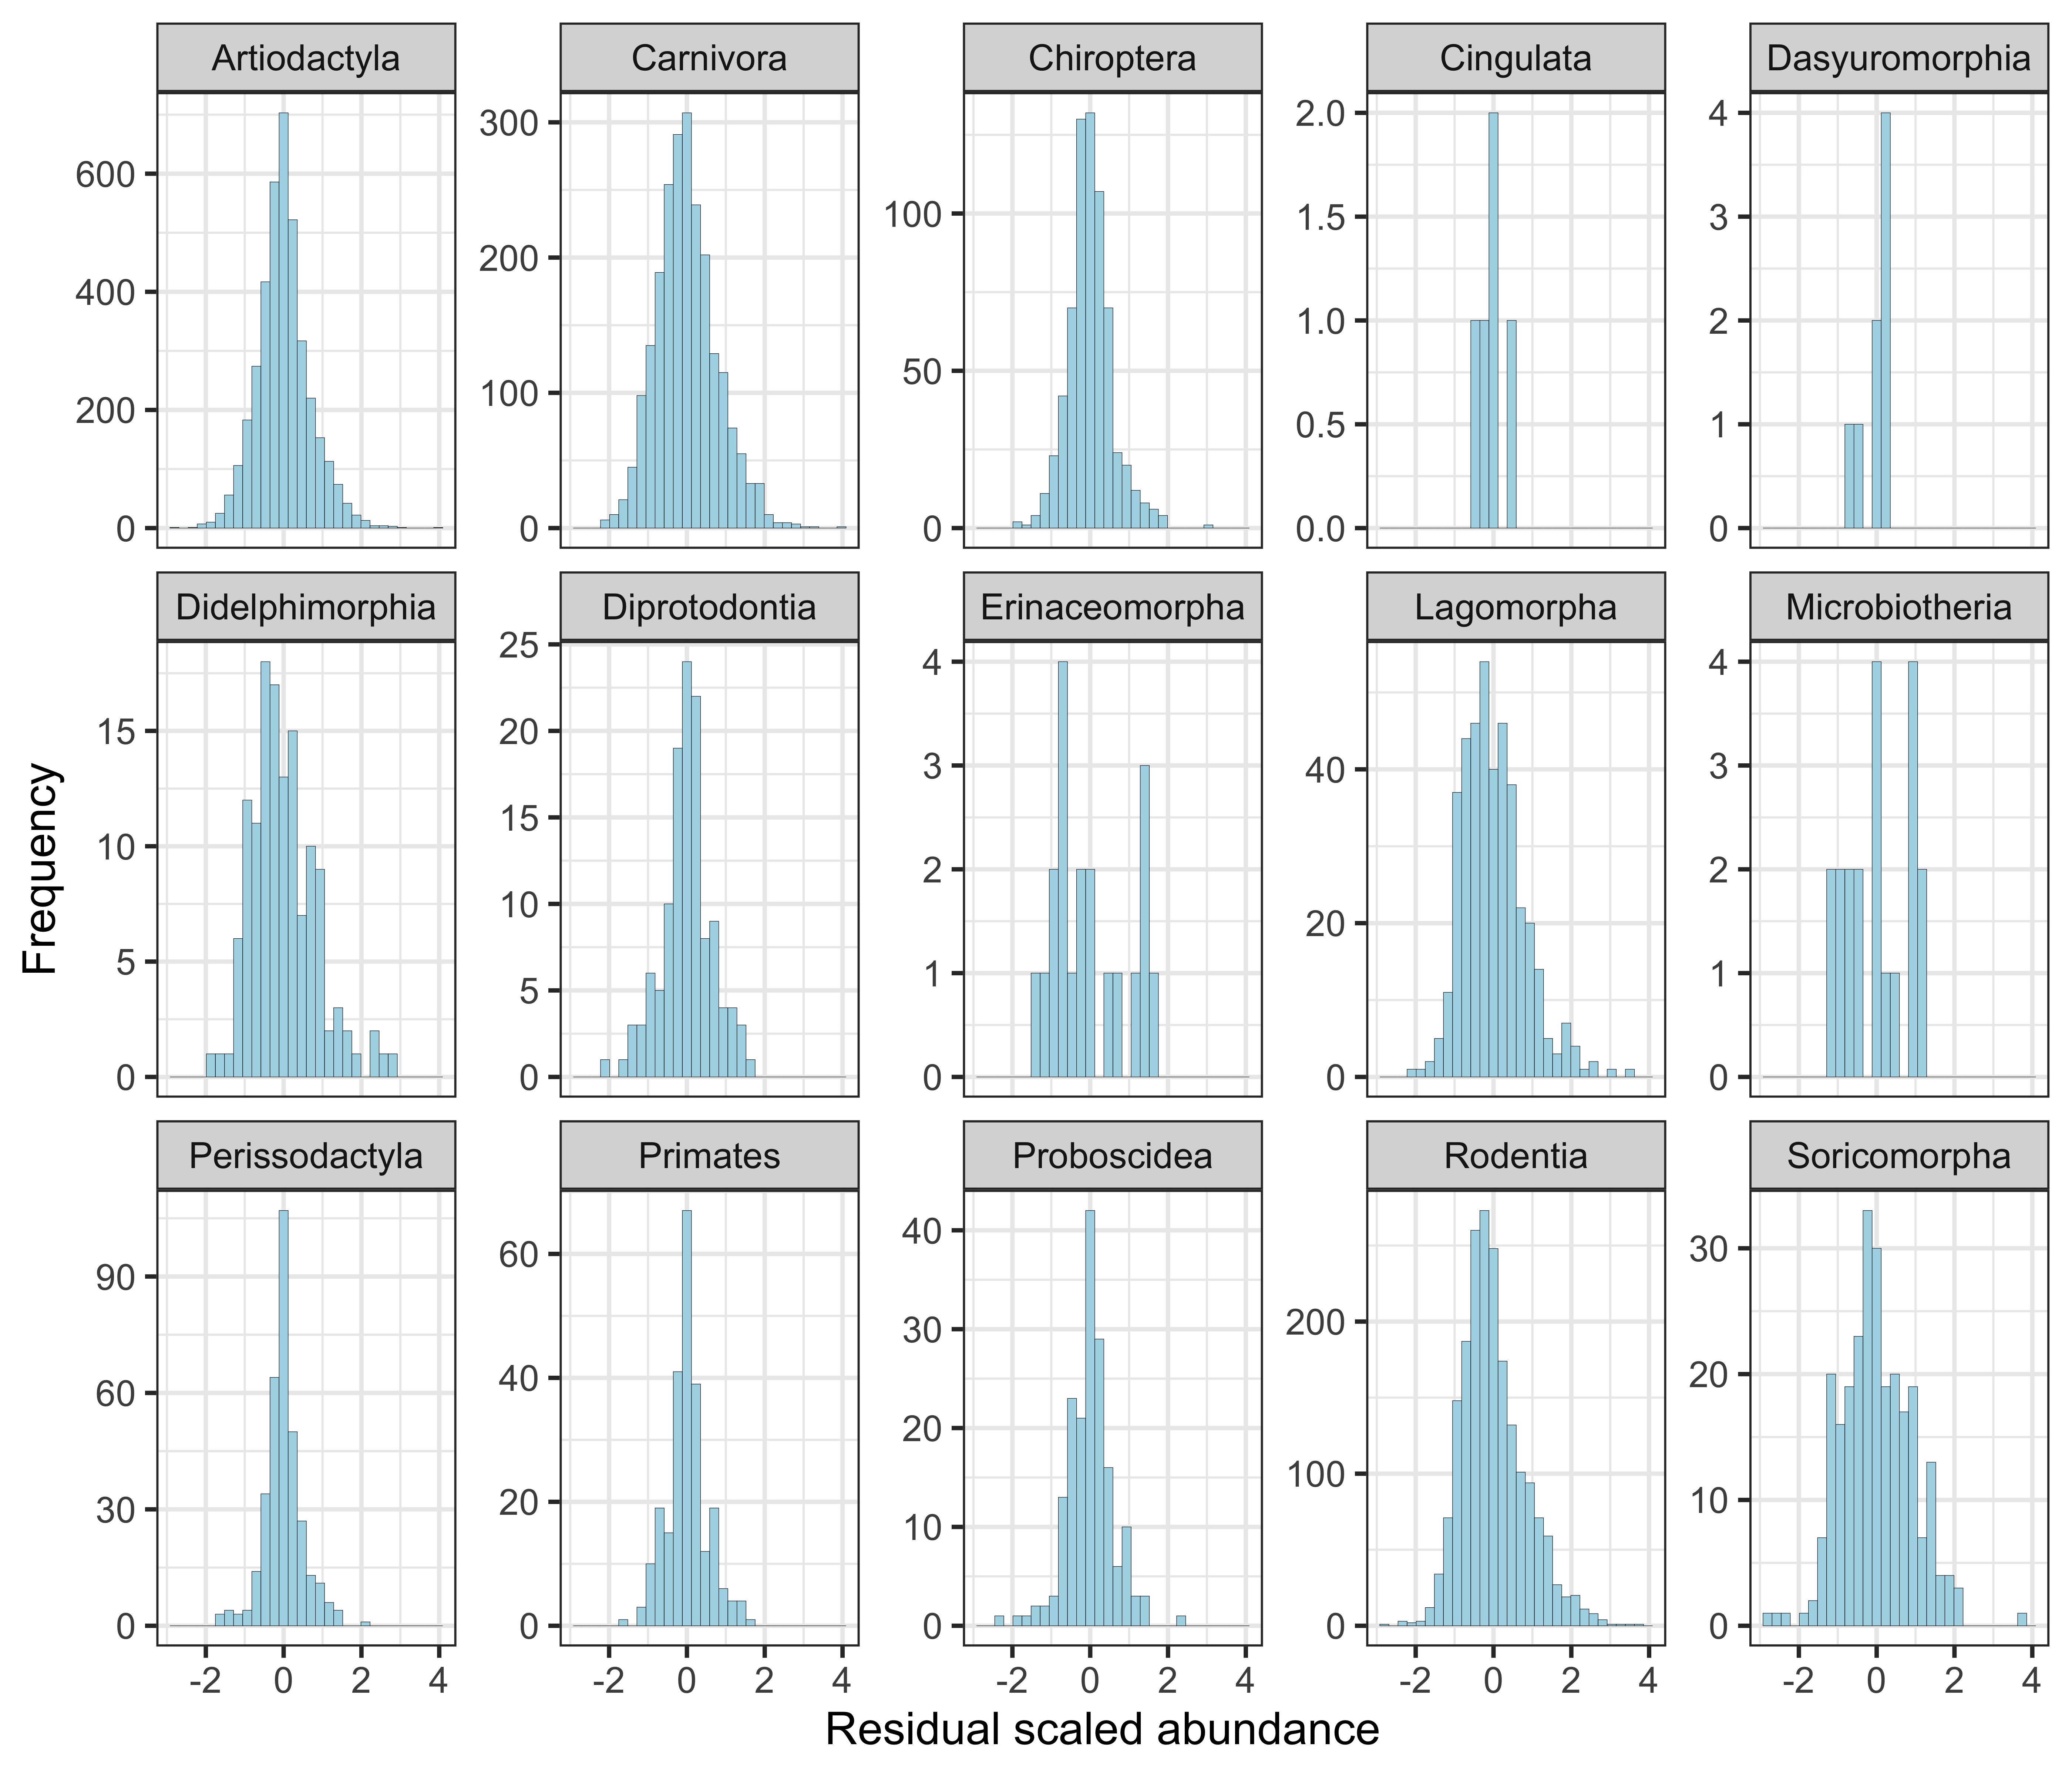 Artiodactyla Carnivora Chiroptera Cingulata Dasyuromorphia
600 400 200 0
300 200 100 0
100 50 0
2.0 1.5 1.0 0.5 0.0
4 3 2 1 0
Didelphimorphia Diprotodontia Erinaceomorpha Lagomorpha Microbiotheria
15 10 5 0
25 20 15 10 5 0
4 3 2 1 0
40 20 0
4 3 2 1 0
Frequency
Perissodactyla Primates Proboscidea Rodentia Soricomorpha
90 60 30 0
60 40 20 0
40 30 20 10 0
200 100 0
30 20 10 0
-2 0 2 4 -2 0 2 4 -2 0 2 4 -2 0 2 4 -2 0 2 4
Residual scaled abundance